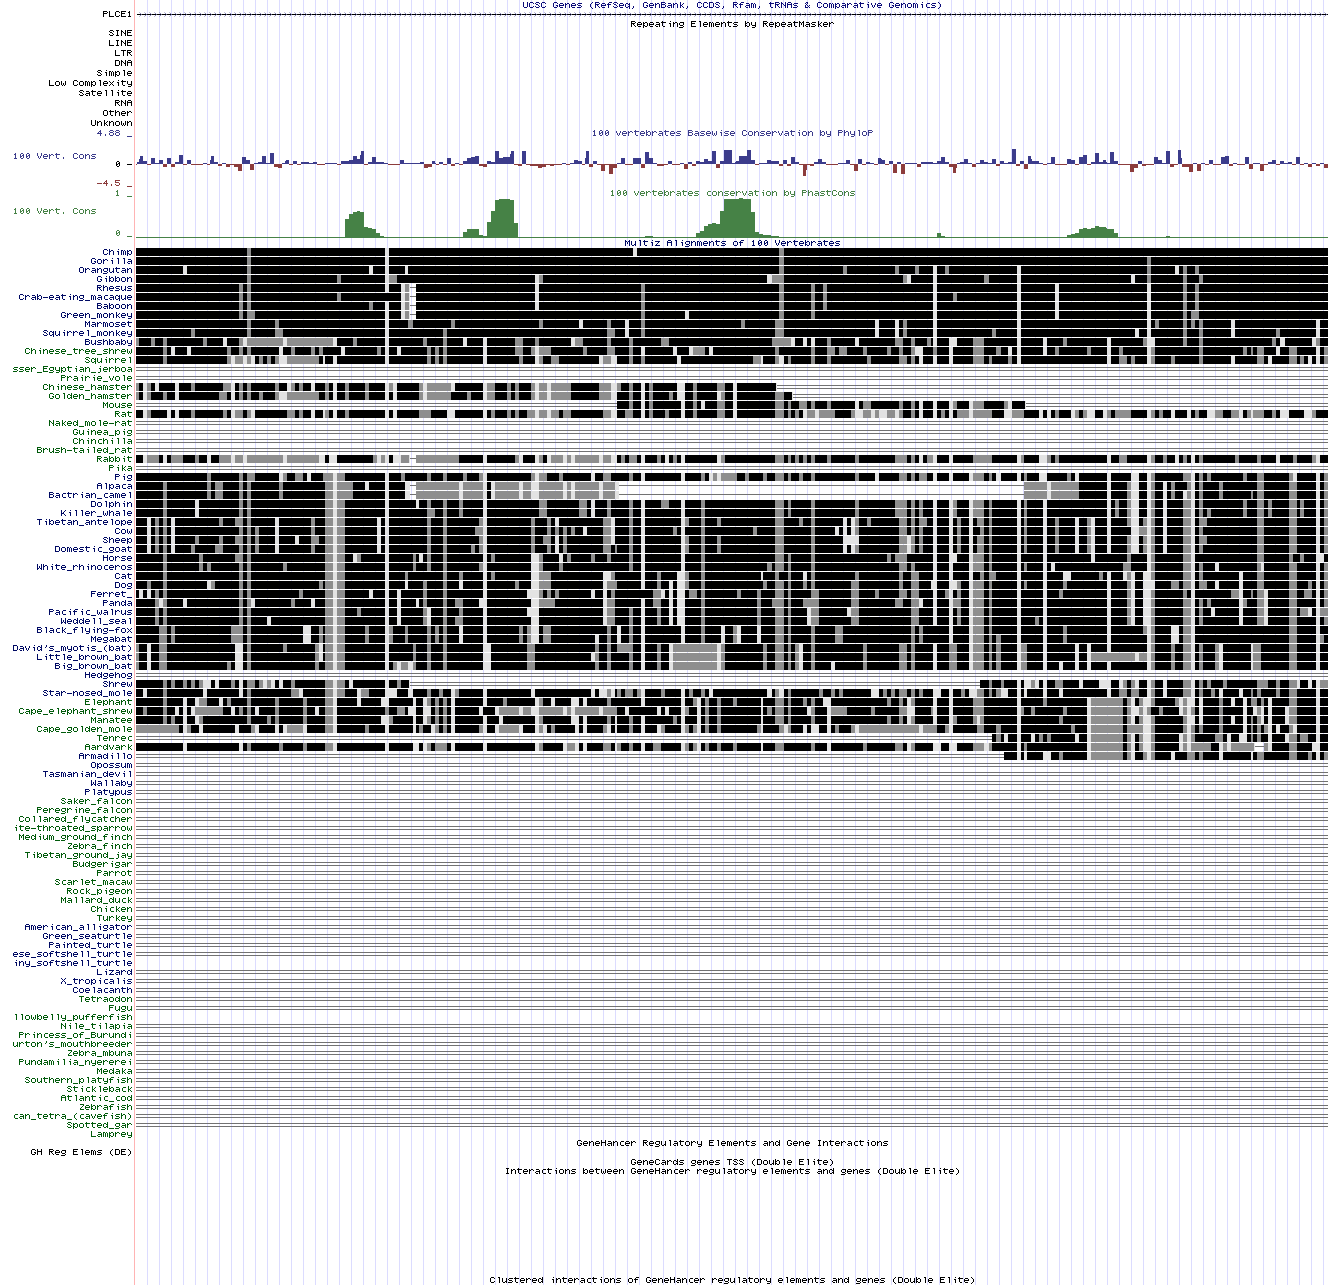 UCSC Genes (RefSeq, GenBank, CCDS, Rfam, tRNAs & Comparative Genomics)
PLCE1
Repeating Elements by RepeatMasker
SINE
LINE
LTR
DNA
Simple
Low Complexity
Satellite
RNA
Other
Unknown
4.88 _
100 vertebrates Basewise Conservation by PhyloP
100 Vert. Cons
0 -
-4.5 _
1 _
100 vertebrates conservation by PhastCons
100 Vert. Cons
0 _
Multiz Alignments of 100 Vertebrates
Chimp
Gorilla
Orangutan
Gibbon
Rhesus
Crab-eating_macaque
Baboon
Green_monkey
Marmoset
Squirrel_monkey
Bushbaby
Chinese_tree_shrew
Squirrel
sser_Egyptian_jerboa
Prairie_vole
Chinese_hamster
Golden_hamster
Mouse
Rat
Naked_mole-rat
Guinea_pig
Chinchilla
Brush-tailed_rat
Rabbit
Pika
Pig
Alpaca
Bactrian_camel
Dolphin
Killer_whale
Tibetan_antelope
Cow
Sheep
Domestic_goat
Horse
White_rhinoceros
Cat
Dog
Ferret_
Panda
Pacific_walrus
Weddell_seal
Black_flying-fox
Megabat
David's_myotis_(bat)
Little_brown_bat
Big_brown_bat
Hedgehog
Shrew
Star-nosed_mole
Elephant
Cape_elephant_shrew
Manatee
Cape_golden_mole
Tenrec
Aardvark
Armadillo
Opossum
Tasmanian_devil
Wallaby
Platypus
Saker_falcon
Peregrine_falcon
Collared_flycatcher
ite-throated_sparrow
Medium_ground_finch
Zebra_finch
Tibetan_ground_jay
Budgerigar
Parrot
Scarlet_macaw
Rock_pigeon
Mallard_duck
Chicken
Turkey
American_alligator
Green_seaturtle
Painted_turtle
ese_softshell_turtle
iny_softshell_turtle
Lizard
X_tropicalis
Coelacanth
Tetraodon
Fugu
llowbelly_pufferfish
Nile_tilapia
Princess_of_Burundi
urton's_mouthbreeder
Zebra_mbuna
Pundamilia_nyererei
Medaka
Southern_platyfish
Stickleback
Atlantic_cod
Zebrafish
can_tetra_(cavefish)
Spotted_gar
Lamprey
GeneHancer Regulatory Elements and Gene Interactions
GH Reg Elems (DE)
GeneCards genes TSS (Double Elite)
Interactions between GeneHancer regulatory elements and genes (Double Elite)
Clustered interactions of GeneHancer regulatory elements and genes (Double Elite)